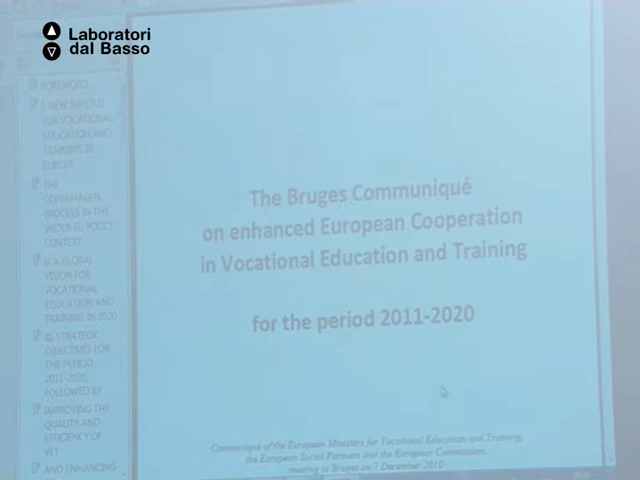 Laboratori
dal Basso
FOREWORD
I. NEW IMPETUS
FOR VOCATIONAL
EDUCATION AND
TRAINING IN
EUROPE
THE
COPENHAGEN
PROCESS IN THE
WIDER EU POLICY
CONTEXT
II. A GLOBAL
VISION FOR
VOCATIONAL
EDUCATION AND
TRAINING IN 2020
III. STRATEGIC
OBJECTIVES FOR
THE PERIOD
2011-2020,
FOLLOWED BY
IMPROVING THE
QUALITY AND
EFFICIENCY OF
VET
AND ENHANCING
The Bruges Communiqué
on enhanced European Cooperation
in Vocational Education and Training
for the period 2011-2020
Communiqué of the European Ministers for Vocational Education and Training,
the European Social Partners and the European Commission,
meeting in Bruges on 7 December 2010